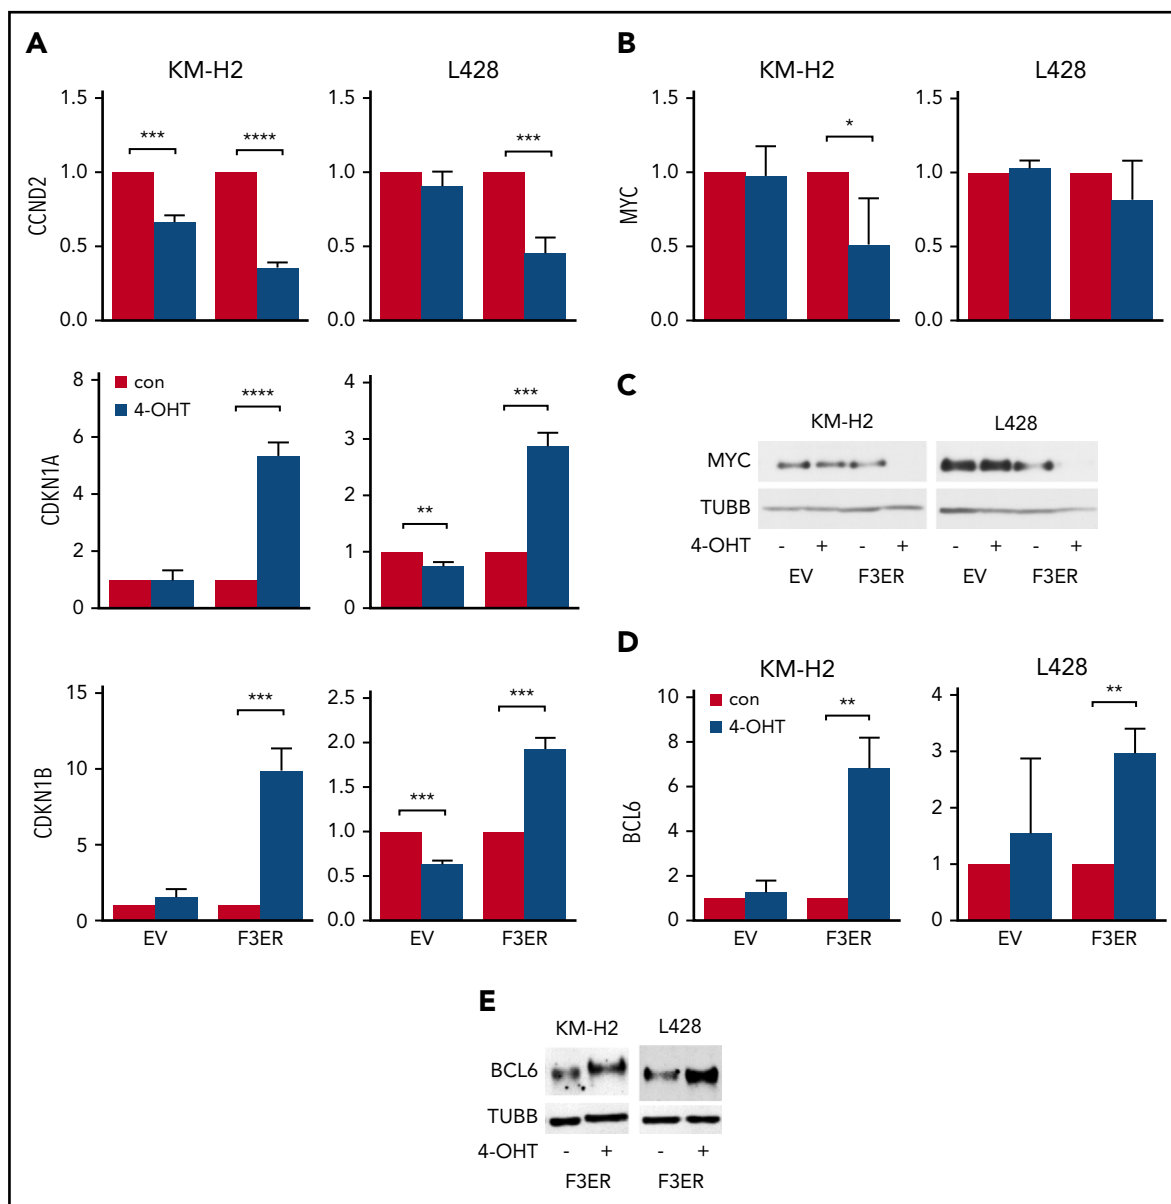 A
KM-H2
L428
CCND2
1.5
1.0
0.5
0.0
***
****
1.5
1.0
0.5
0.0
***
CDKN1A
8
6
4
2
0
con
4-OHT
****
4
3
2
1
0
**
***
CDKN1B
15
10
5
0
***
2.5
2.0
1.5
1.0
0.5
0.0
***
***
EV
F3ER
EV
F3ER
B
KM-H2
L428
MYC
1.5
1.0
0.5
0.0
*
1.5
1.0
0.5
0.0
C
KM-H2
L428
MYC
TUBB
4-OHT - + - + - + - +
EV F3ER EV F3ER
D
KM-H2
L428
BCL6
10
8
6
4
2
0
con
4-OHT
**
4
3
2
1
0
**
EV
F3ER
EV
F3ER
E
KM-H2 L428
BCL6
TUBB
4-OHT - + - +
F3ER F3ER